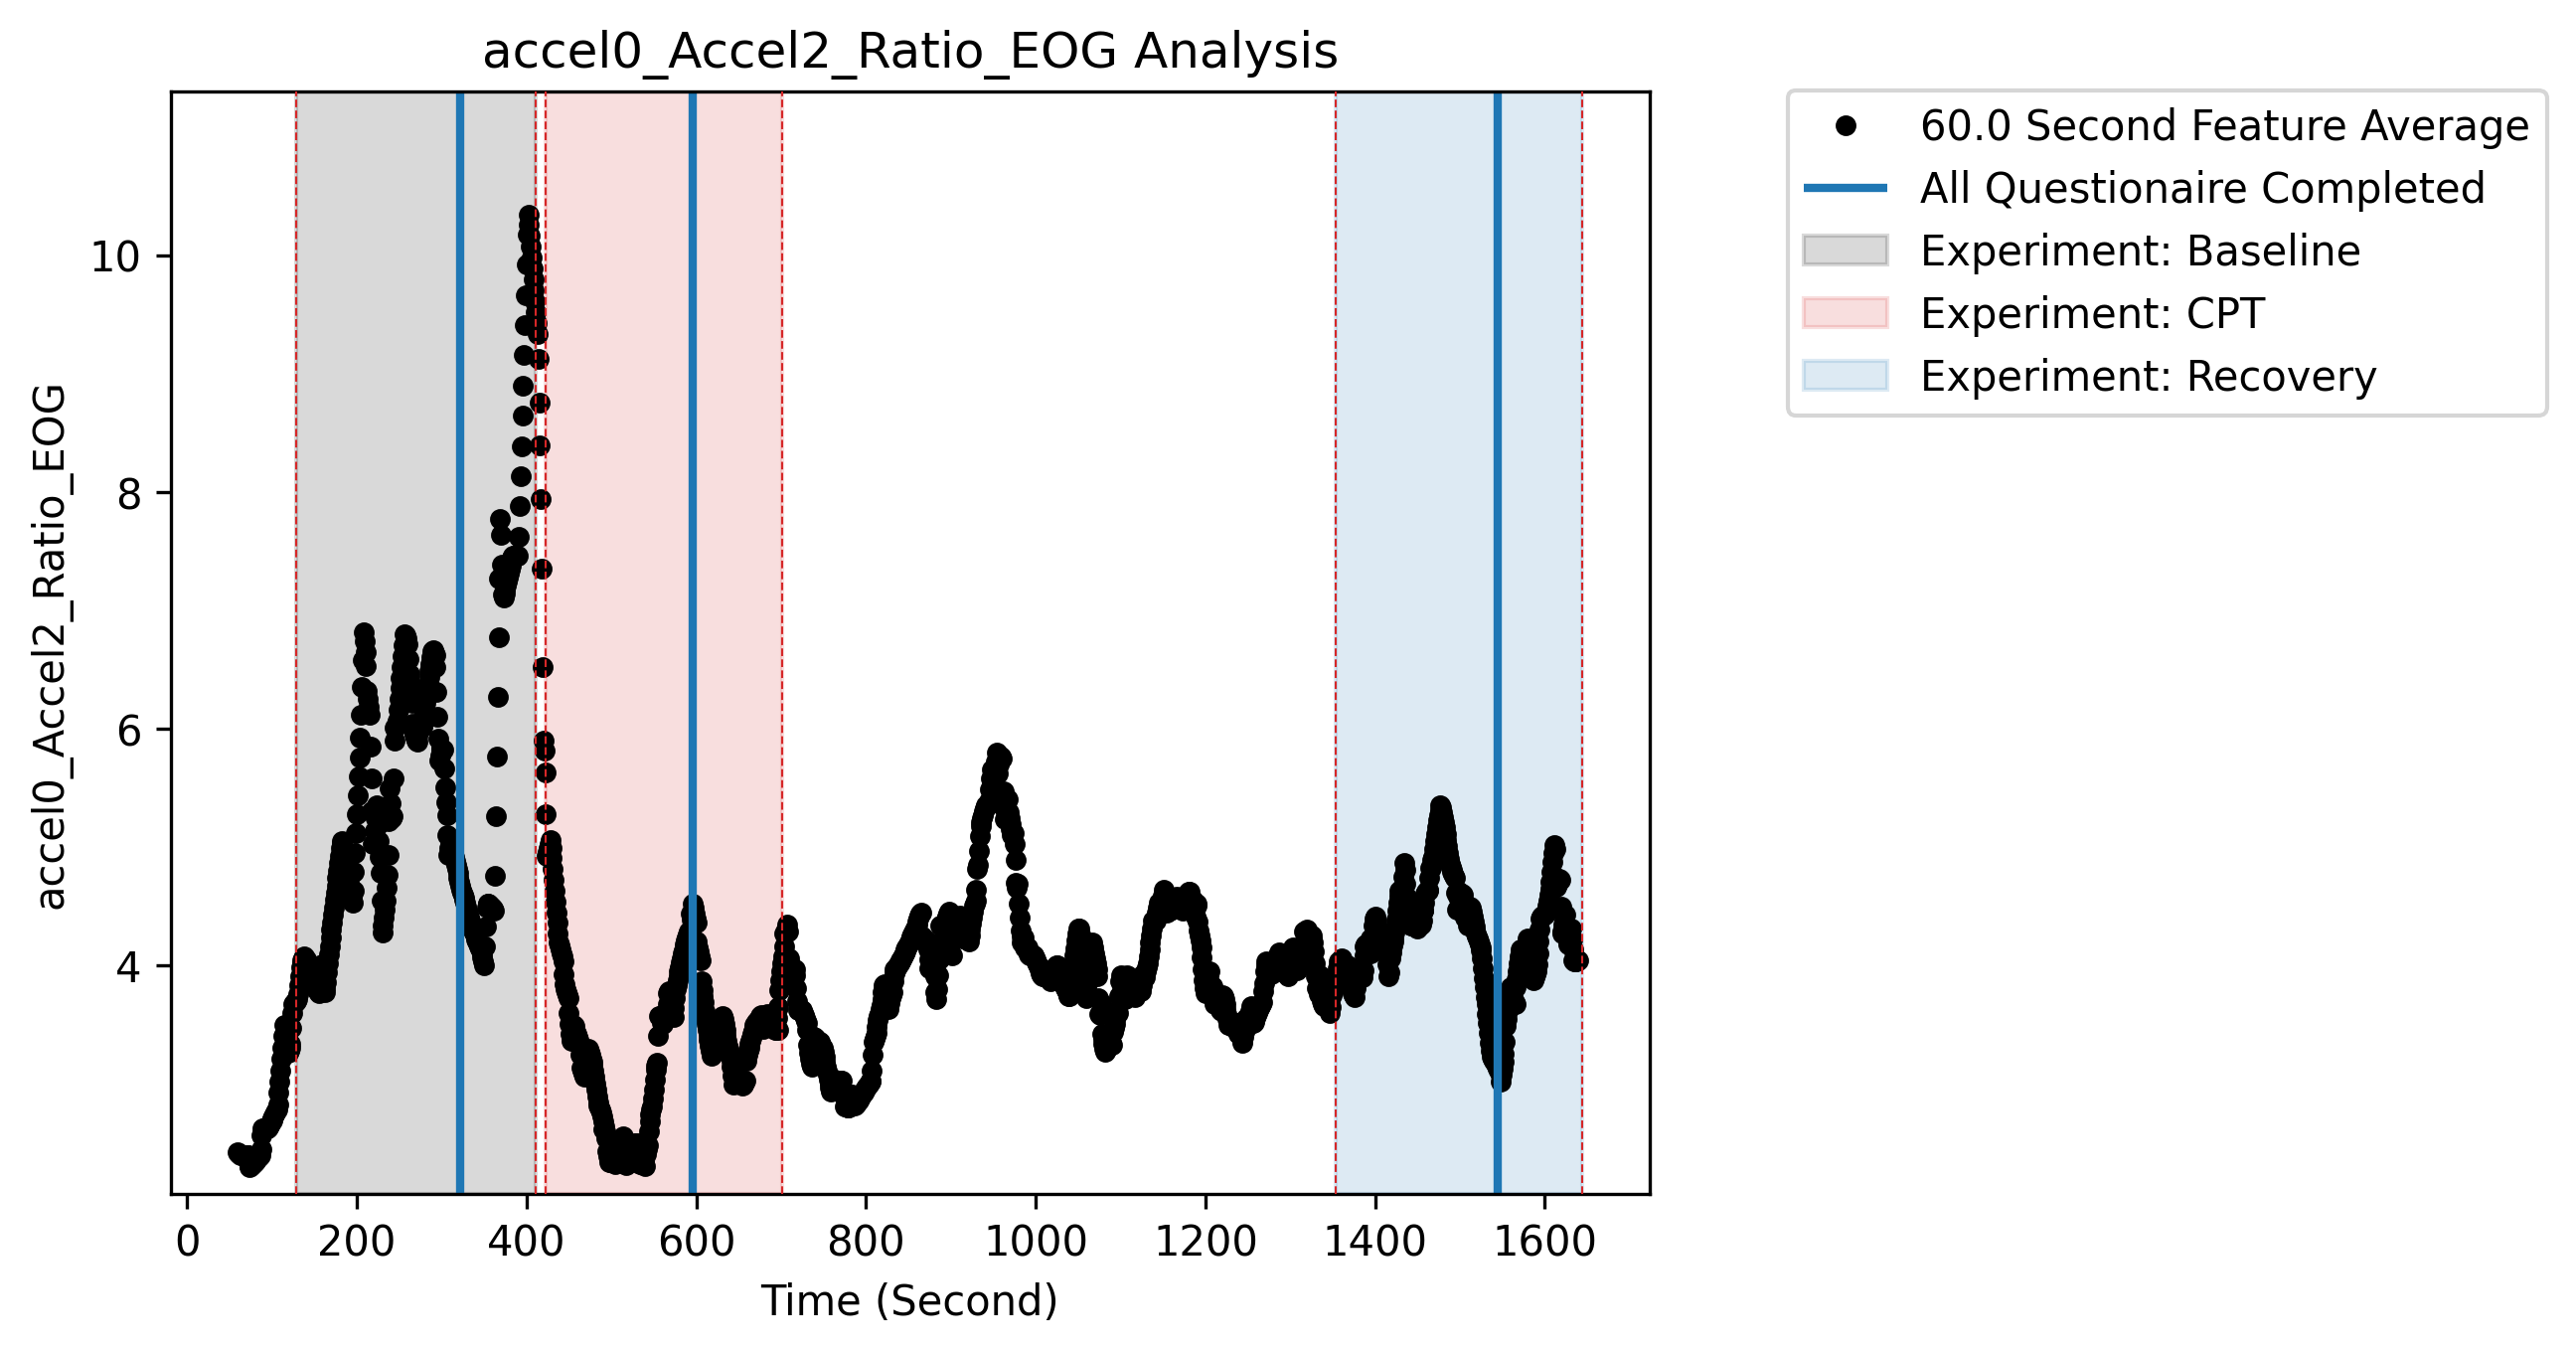 accel0_Accel2_Ratio_EOG Analysis
accel0_Accel2_Ratio_EOG
10
8
6
4
0 200 400 600 800 1000 1200 1400 1600
Time (Second)
60.0 Second Feature Average
All Questionaire Completed
Experiment: Baseline
Experiment: CPT
Experiment: Recovery